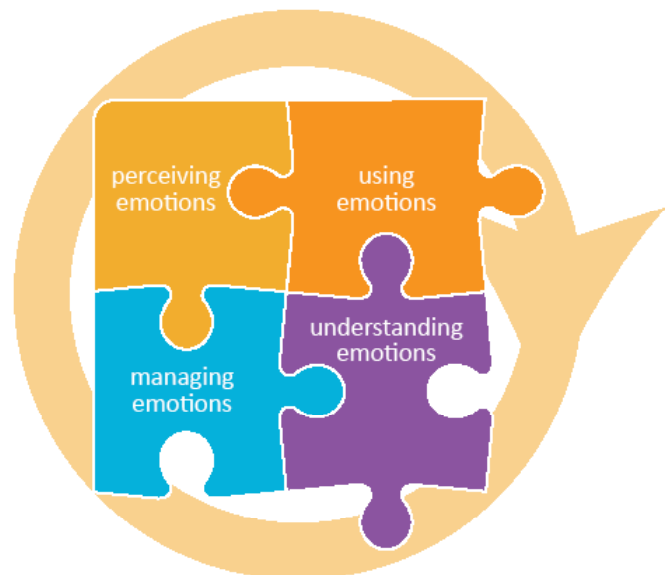 perceiving
emotions
using
emotions
understanding
emotions
managing
emotions